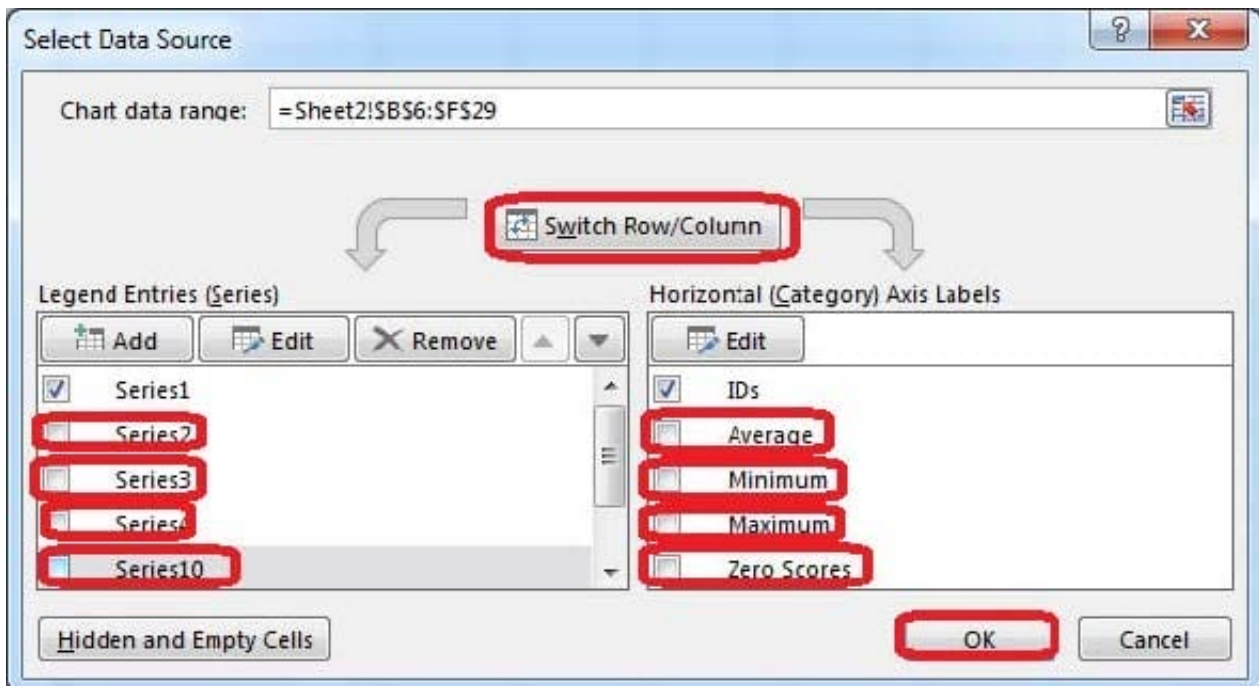 Select Data Source
Chart data range: =Sheet2!$B$6:$F$29
Switch Row/Column
Legend Entries (Series)
Add Edit Remove
Series1
Series2
Series3
Series4
Series10
Horizontal (Category) Axis Labels
Edit
IDs
Average
Minimum
Maximum
Zero Scores
Hidden and Empty Cells
OK Cancel